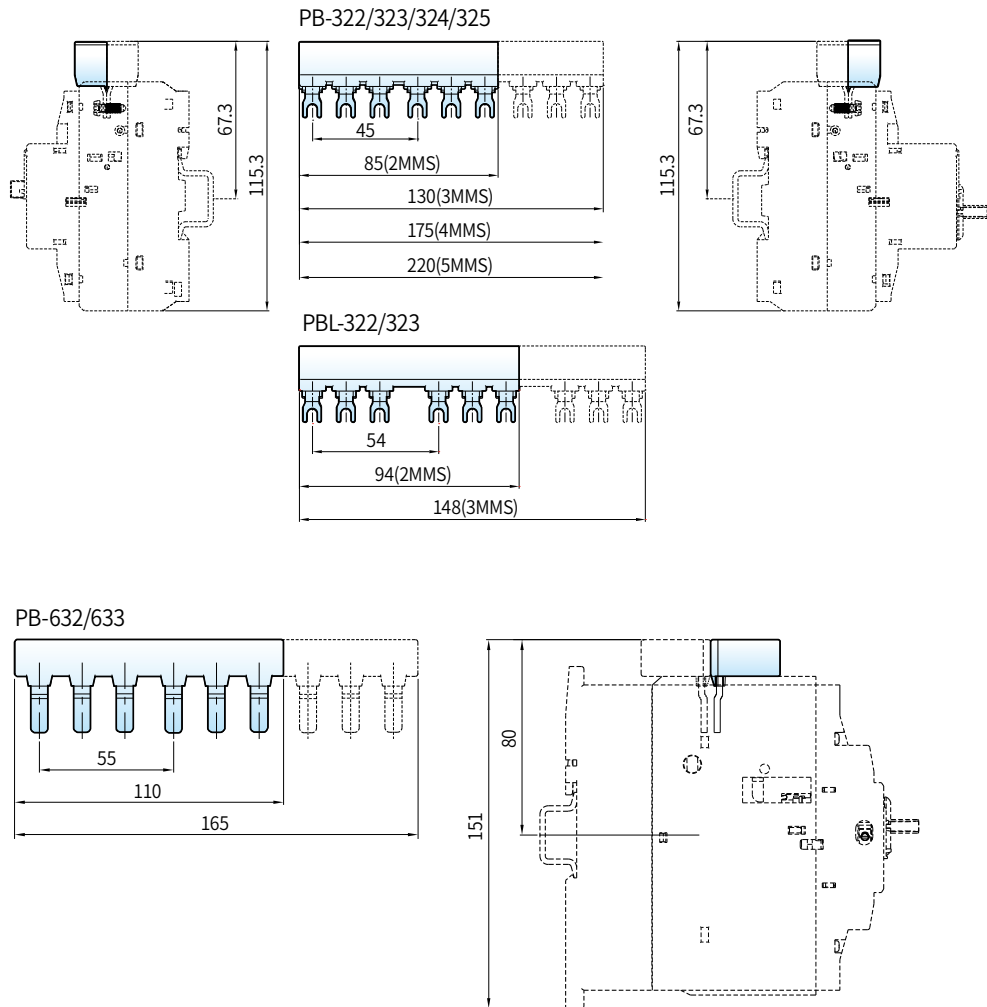 PB-322/323/324/325
67.3
115.3
45
85(2MMS)
130(3MMS)
175(4MMS)
220(5MMS)
67.3
115.3
PBL-322/323
54
94(2MMS)
148(3MMS)
PB-632/633
55
110
165
80
151